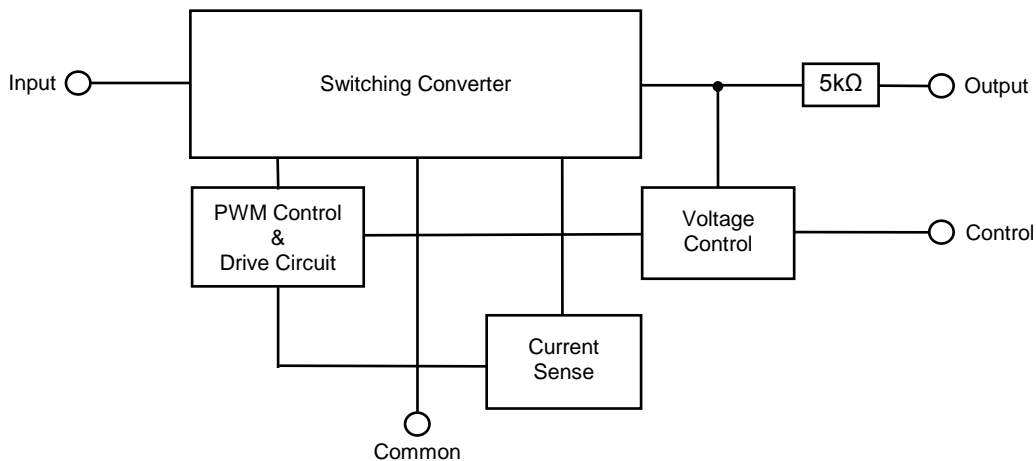 Input
Switching Converter
5kΩ
Output
PWM Control
&
Drive Circuit
Voltage
Control
Control
Current
Sense
Common